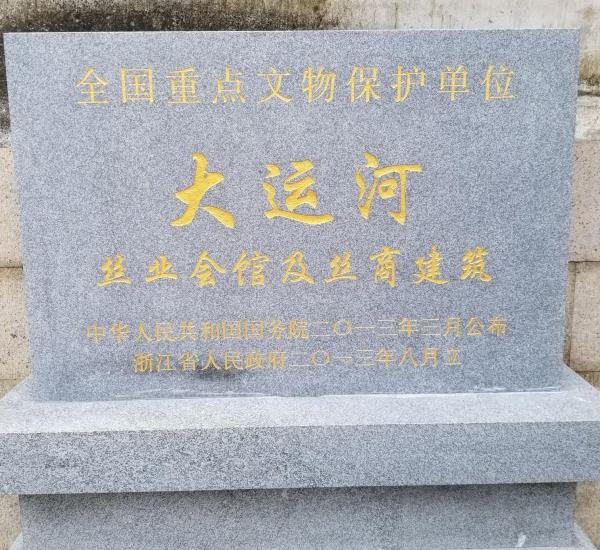 全国重点文物保护单位
大运河
丝业会馆及丝商建筑
中华人民共和国国务院二〇一三年三月公布
浙江省人民政府二〇一三年八月立